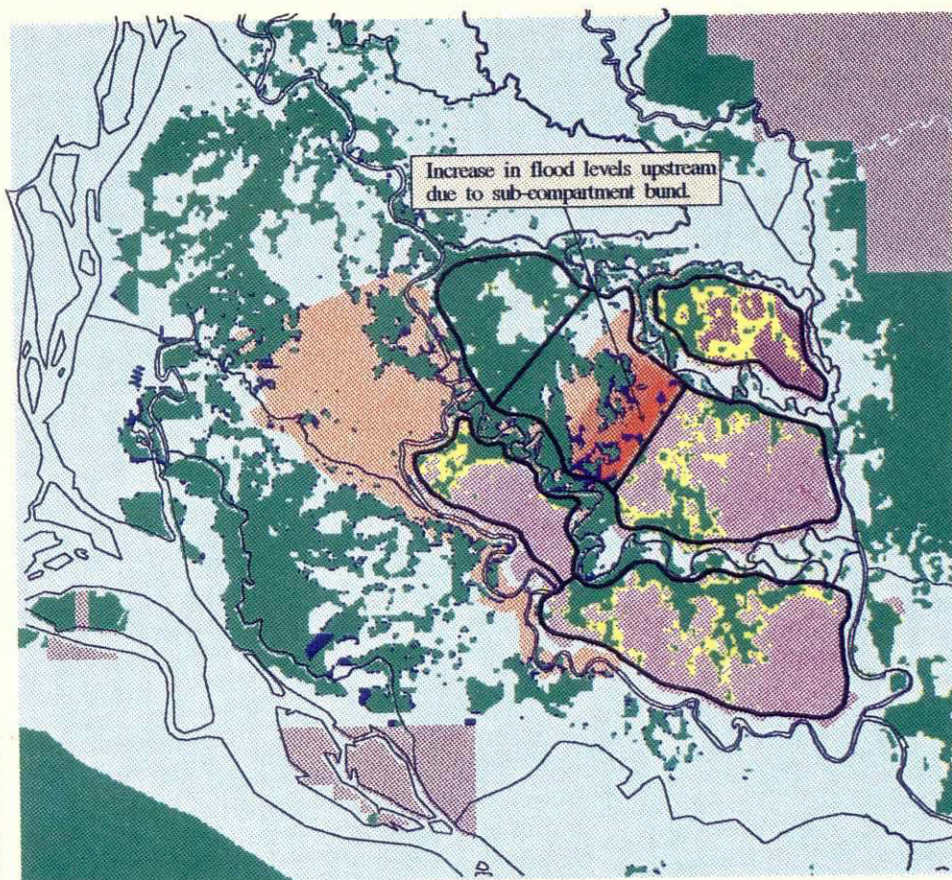 Increase in flood levels upstream
due to sub-compartment bund.